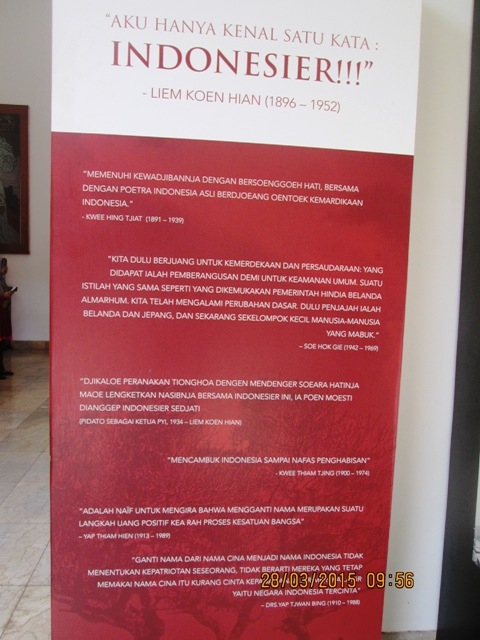 “AKU HANYA KENAL SATU KATA :
INDONESIER!!!”
- LIEM KOEN HIAN (1896 – 1952)
“MEMENUHI KEWADJIBANNJA DENGAN BERSOENGGOEH HATI, BERSAMA
DENGAN POETRA INDONESIA ASLI BERDJOEANG OENTOEK KEMARDIKAAN
INDONESIA.”
- KWEE HING TJIAT (1891 – 1939)
“KITA DULU BERJUANG UNTUK KEMERDEKAAN DAN PERSAUDARAAN: YANG
DIDAPAT IALAH PEMBERANGUSAN DEMI UNTUK KEAMANAN UMUM. SUATU
ISTILAH YANG SAMA SEPERTI YANG DIKEMUKAKAN PEMERINTAH HINDIA BELANDA
ALMARHUM. KITA TELAH MENGALAMI PERUBAHAN DASAR. DULU PENJAJAH IALAH
BELANDA DAN JEPANG, DAN SEKARANG SEKELOMPOK KECIL MANUSIA-MANUSIA
YANG MABUK.”
– SOE HOK GIE (1942 – 1969)
“DJIKALOE PERANAKAN TIONGHOA DENGEN MENDENGER SOEARA HATINJA
MAOE LENGKETKAN NASIBNJA BERSAMA INDONESIER INI, IA POEN MOESTI
DIANGGEP INDONESIER SEDJATI
(PIDATO SEBAGAI KETUA PYI, 1934 – LIEM KOEN HIAN)
“MENCAMBUK INDONESIA SAMPAI NAFAS PENGHABISAN”
- KWEE THIAM TJING (1900 – 1974)
“ADALAH NAÏF UNTUK MENGIRA BAHWA MENGGANTI NAMA MERUPAKAN SUATU
LANGKAH UANG POSITIF KEA RAH PROSES KESATUAN BANGSA”
– YAP THIAM HIEN (1913 – 1989)
“GANTI NAMA DARI NAMA CINA MENJADI NAMA INDONESIA TIDAK
MENENTUKAN KEPATRIOTAN SESEORANG, TIDAK BERARTI MEREKA YANG TETAP
MEMAKAI NAMA CINA ITU KURANG CINTA
YAITU NEGARA INDONESIA TERCINTA”
– DRS.YAP TJWAN BING (1910 – 1988)
28/03/2015 09:56